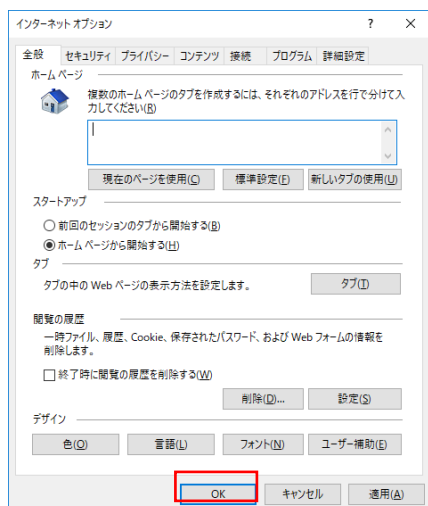 インターネット オプション ? ×
全般 セキュリティ プライバシー コンテンツ 接続 プログラム 詳細設定
ホーム ページ
複数のホーム ページのタブを作成するには、それぞれのアドレスを行で分けて入
力してください(R)
現在のページを使用(C) 標準設定(F) 新しいタブの使用(U)
スタートアップ
前回のセッションのタブから開始する(B)
ホーム ページから開始する(H)
タブ
タブの中の Web ページの表示方法を設定します。 タブ(T)
閲覧の履歴
一時ファイル、履歴、Cookie、保存されたパスワード、および Web フォームの情報を
削除します。
終了時に閲覧の履歴を削除する(W)
削除(D)... 設定(S)
デザイン
色(O) 言語(L) フォント(N) ユーザー補助(E)
OK キャンセル 適用(A)